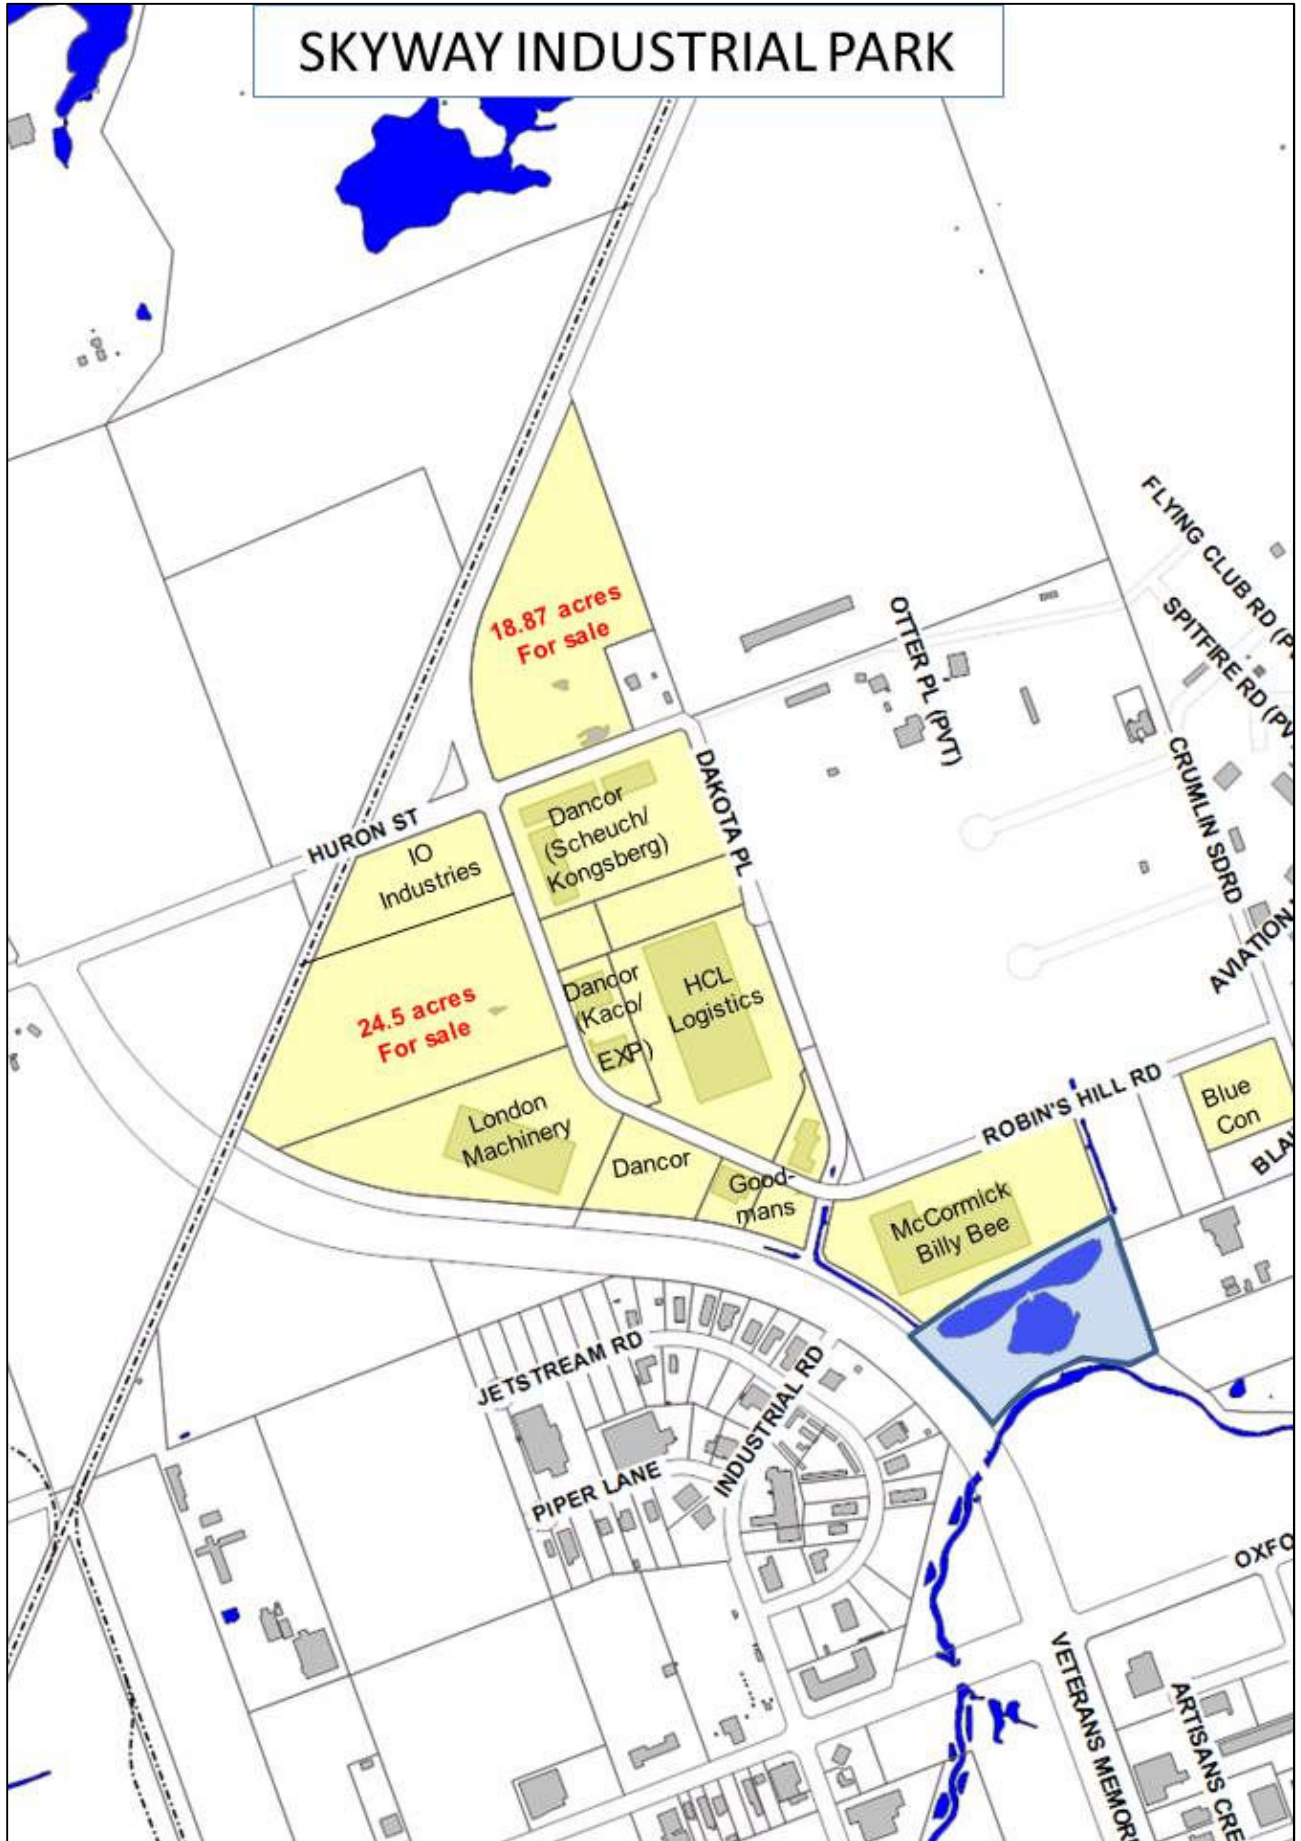 SKYWAY INDUSTRIAL PARK
FLYING CLUB RD (P
SPITFIRE RD (PV
18.87 acres
For sale
OTTER PL (PVT)
DAKOTA PL
CRUMLIN SDRD
HURON ST
Dancor
(Scheuch/
Kongsberg)
IO
Industries
AVIATION
24.5 acres
For sale
Dancor
(Kaco/
EXP)
HCL
Logistics
ROBIN'S HILL RD
Blue
Con
London
Machinery
Dancor
Good-
mans
McCormick
Billy Bee
JETSTREAM RD
INDUSTRIAL RD
PIPER LANE
OXFO
VETERANS MEMOR
ARTISANS CRE